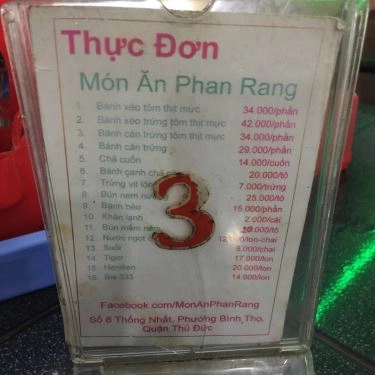 Thực Đơn
Món Ăn Phan Rang
1. Bánh xèo tôm thịt mực 34.000/phần
2. Bánh xèo trứng tôm thịt mực 42.000/phần
3. Bánh căn trứng tôm thịt mực 34.000/phần
4. Bánh căn trứng 29.000/phần
5. Chả cuốn 14.000/cuốn
6. Bánh canh chả 20.000/tô
7. Trứng vịt lộn 7.000/trứng
8. Bún nem nướng 25.000/tô
9. Bánh bèo 15.000/phần
10. Khăn lạnh 2.000/cái
11. Bún mắm nêm
12. Nước ngọt /lon-chai
13. Suối 8.000/chai
14. Tiger 17.000/lon
15. Heniken 20.000/lon
16. Bia 333 14.000/lon
3
Facebook.com/MonAnPhanRang
Số 8 Thống Nhất, Phường Bình Thọ,
Quận Thủ Đức